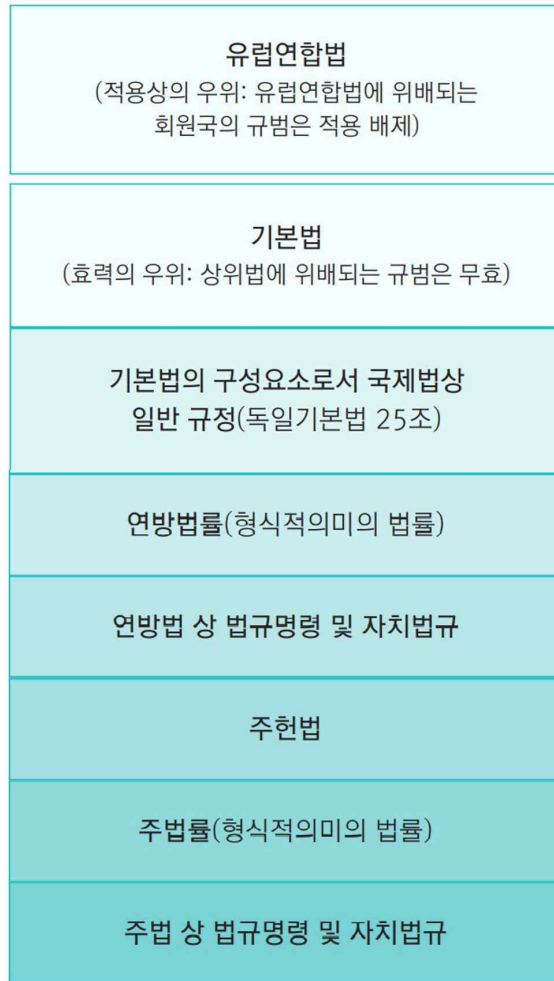 유럽연합법
(적용상의 우위: 유럽연합법에 위배되는
회원국의 규범은 적용 배제)
기본법
(효력의 우위: 상위법에 위배되는 규범은 무효)
기본법의 구성요소로서 국제법상
일반 규정(독일기본법 25조)
연방법률(형식적의미의 법률)
연방법 상 법규명령 및 자치법규
주헌법
주법률(형식적의미의 법률)
주법 상 법규명령 및 자치법규